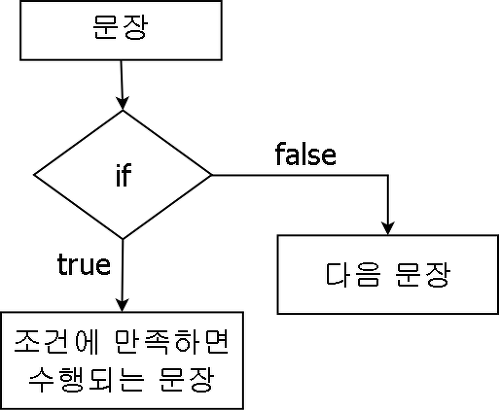 문장
if
false
true
다음 문장
조건에 만족하면
수행되는 문장